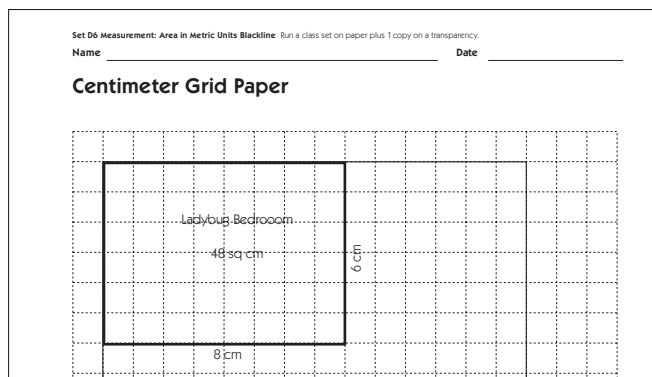 Set D6 Measurement: Area in Metric Units Blackline Run a class set on paper plus 1 copy on a transparency.
Name Date
Centimeter Grid Paper
Ladybug Bedrooom
48 sq cm
6 cm
8 cm